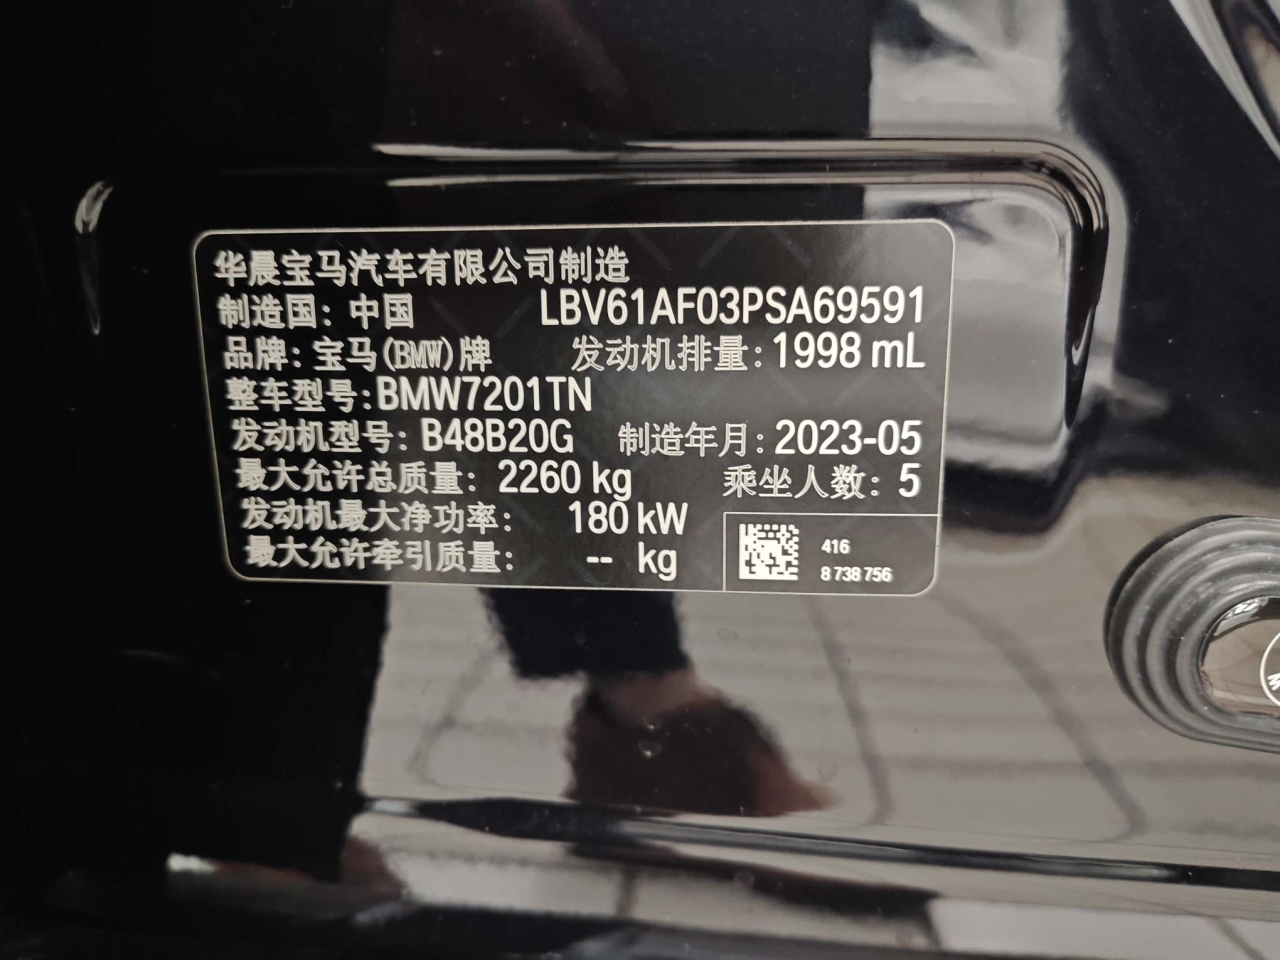 华晨宝马汽车有限公司制造
制造国：中国 LBV61AF03PSA69591
品牌：宝马(BMW)牌 发动机排量：1998 mL
整车型号：BMW7201TN
发动机型号：B48B20G 制造年月：2023-05
最大允许总质量：2260 kg 乘坐人数：5
发动机最大净功率：180 kW
最大允许牵引质量：-- kg
416
8 738 756